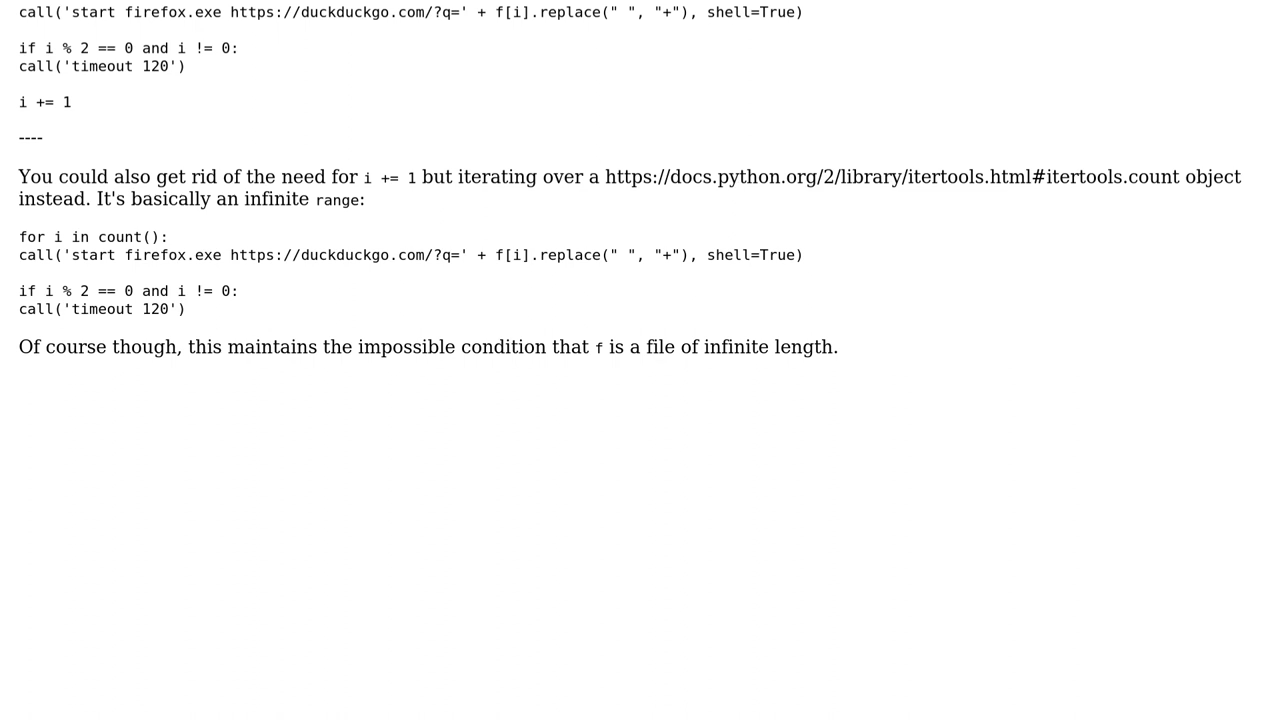 call('start firefox.exe https://duckduckgo.com/?q=' + f[i].replace(" ", "+"), shell=True)
if i % 2 == 0 and i != 0:
call('timeout 120')
i += 1
----
You could also get rid of the need for i += 1 but iterating over a https://docs.python.org/2/library/itertools.html#itertools.count object
instead. It's basically an infinite range:
for i in count():
call('start firefox.exe https://duckduckgo.com/?q=' + f[i].replace(" ", "+"), shell=True)
if i % 2 == 0 and i != 0:
call('timeout 120')
Of course though, this maintains the impossible condition that f is a file of infinite length.